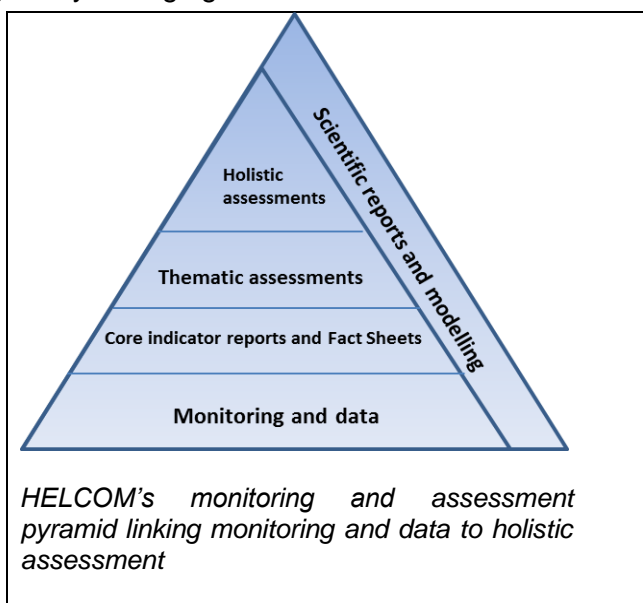 Holistic
assessments
Thematic assessments
Core indicator reports and Fact Sheets
Monitoring and data
Scientific reports and modelling
HELCOM's monitoring and assessment
pyramid linking monitoring and data to holistic
assessment